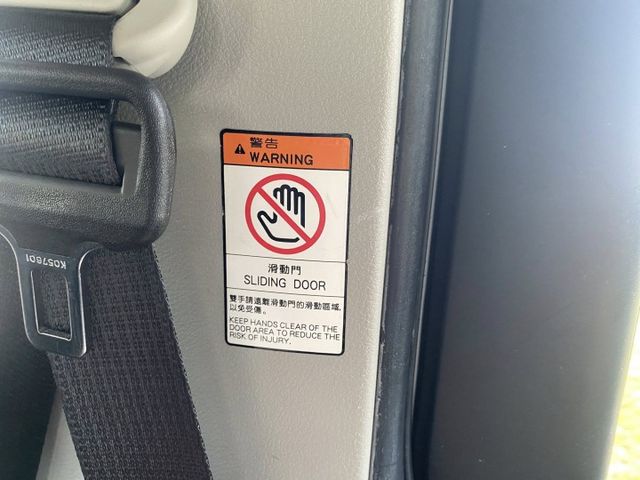 警告
WARNING
滑動門
SLIDING DOOR
雙手請遠離滑動門的滑動區域,
以免受傷。
KEEP HANDS CLEAR OF THE
DOOR AREA TO REDUCE THE
RISK OF INJURY.
K057801